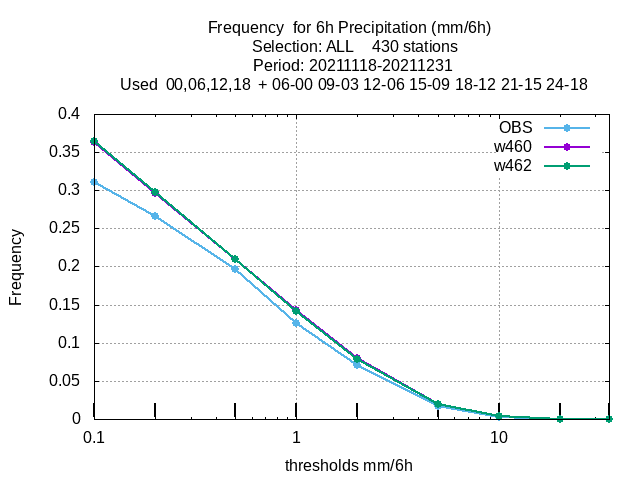 Frequency  for 6h Precipitation (mm/6h)
Selection: ALL    430 stations
Period: 20211118-20211231
Used  00,06,12,18  + 06-00 09-03 12-06 15-09 18-12 21-15 24-18
OBS
w460
w462
0.4
0.35
0.3
0.25
0.2
0.15
0.1
0.05
0
Frequency
0.1
1
10
thresholds mm/6h